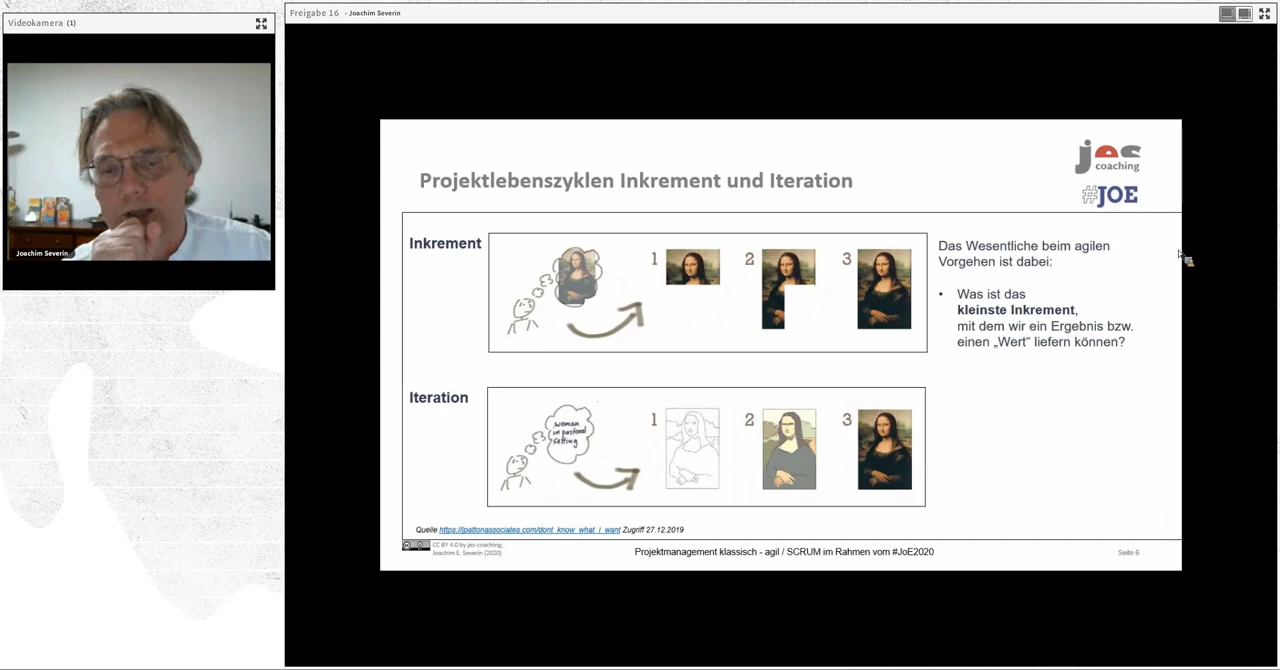 Videokamera (1)
Joachim Severin
Freigabe 16 - Joachim Severin
jes
coaching
#JOE
Projektlebenszyklen Inkrement und Iteration
Inkrement
1
2
3
Das Wesentliche beim agilen
Vorgehen ist dabei:
• Was ist das
kleinste Inkrement,
mit dem wir ein Ergebnis bzw.
einen „Wert“ liefern können?
Iteration
woman
in pastoral
setting
1
2
3
Quelle https://jpattonassociates.com/dont_know_what_i_want Zugriff 27.12.2019
CC BY 4.0 by jes-coaching,
Joachim E. Severin (2020)
Projektmanagement klassisch - agil / SCRUM im Rahmen vom #JoE2020
Seite 6